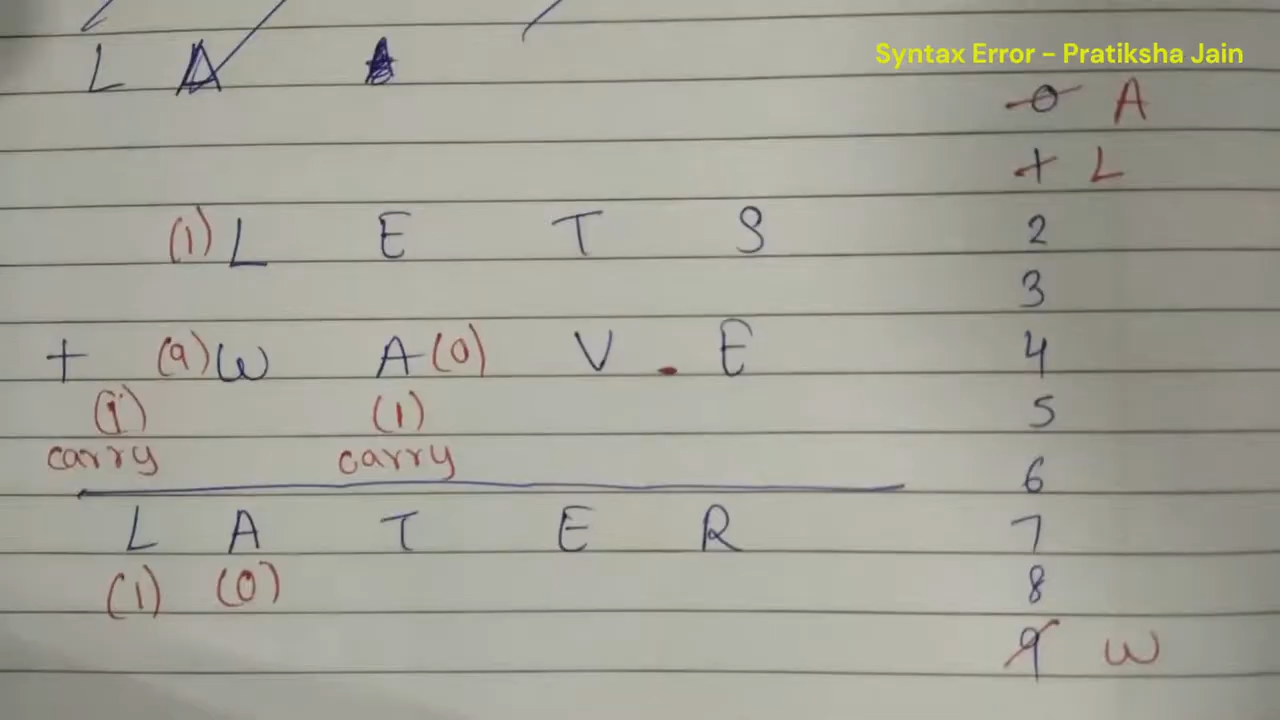 L A
Syntax Error - Pratiksha Jain
0 A
1 L
(1) L E T S
2
3
+ (9) W A (0) V . E
4
(1) (1)
5
carry carry
6
L A T E R
7
(1) (0)
8
9 W